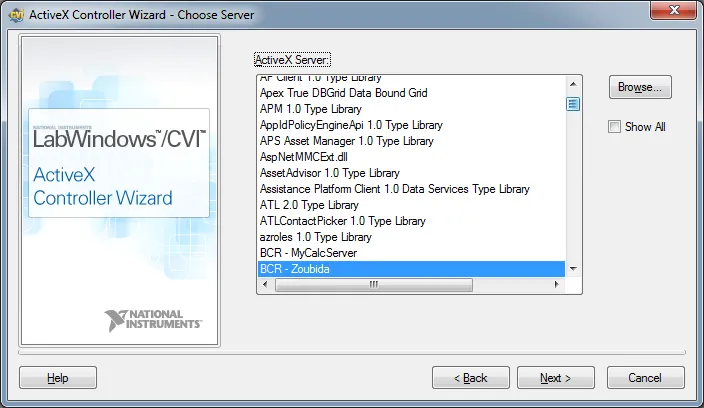 ActiveX Controller Wizard - Choose Server
NATIONAL INSTRUMENTS
LabWindows™/CVI™
ActiveX
Controller Wizard
NATIONAL
INSTRUMENTS™
ActiveX Server:
AP Client 1.0 Type Library
Apex True DBGrid Data Bound Grid
APM 1.0 Type Library
AppIdPolicyEngineApi 1.0 Type Library
APS Asset Manager 1.0 Type Library
AspNetMMCExt.dll
AssetAdvisor 1.0 Type Library
Assistance Platform Client 1.0 Data Services Type Library
ATL 2.0 Type Library
ATLContactPicker 1.0 Type Library
azroles 1.0 Type Library
BCR - MyCalcServer
BCR - Zoubida
Browse...
Show All
Help
< Back
Next >
Cancel